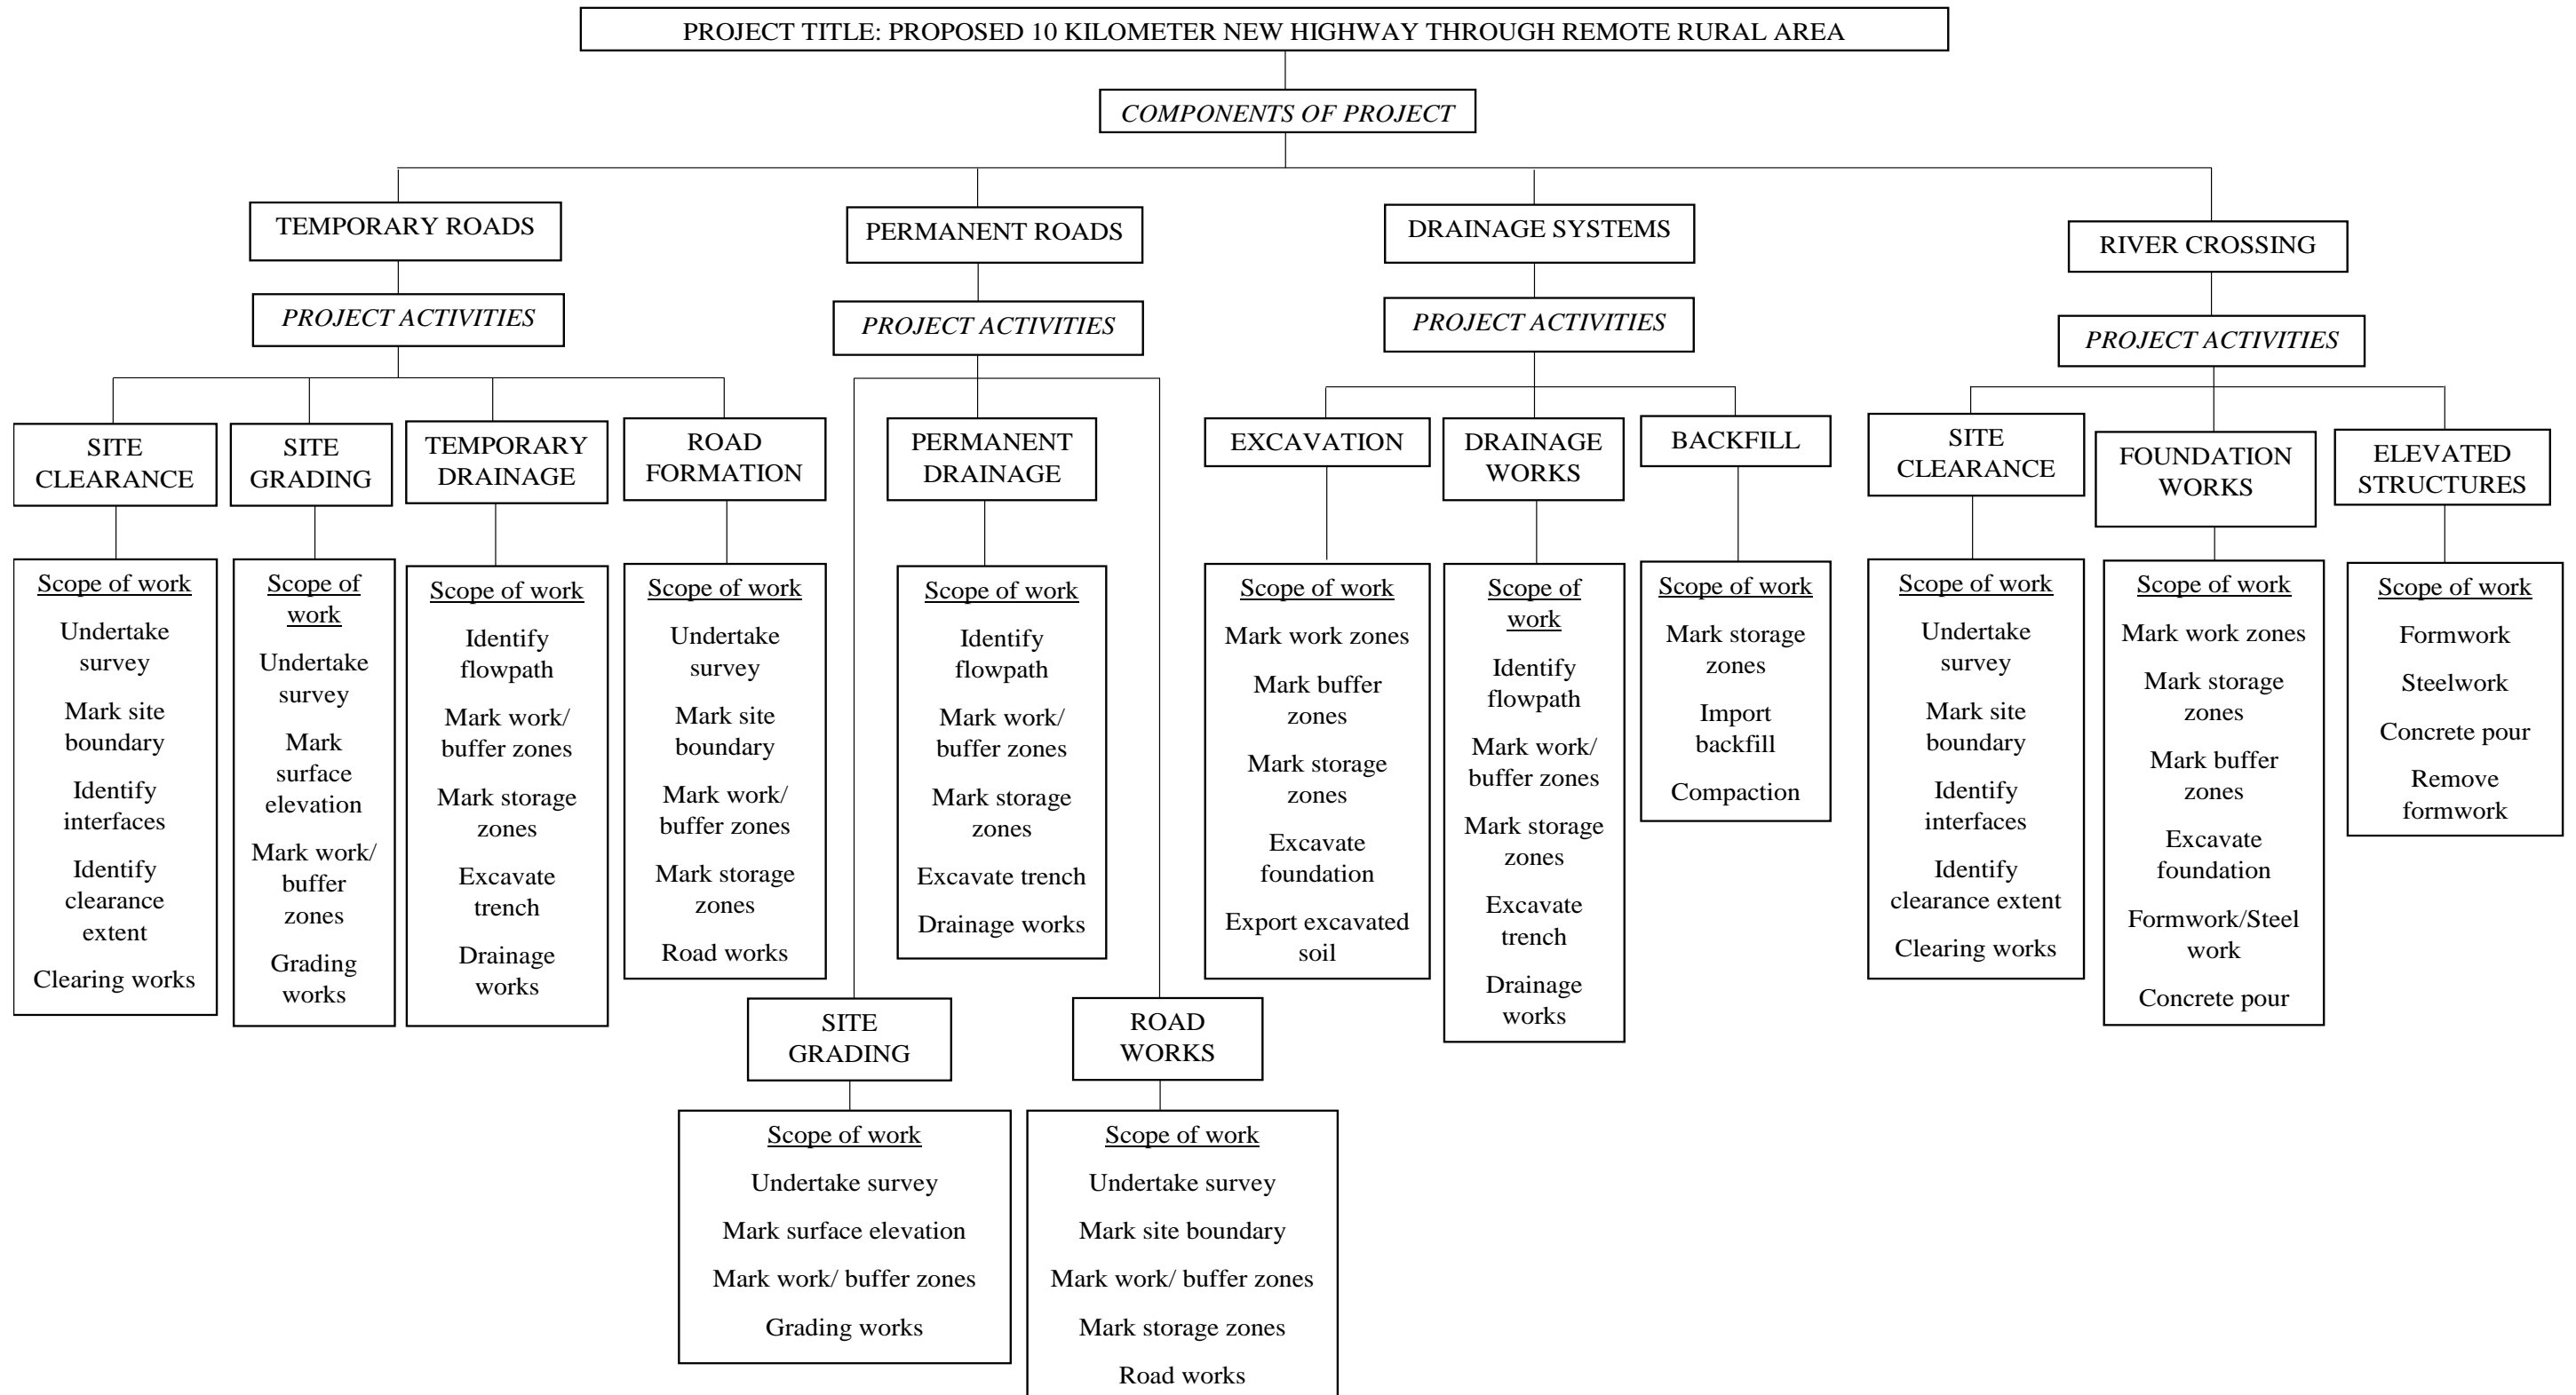 PROJECT TITLE: PROPOSED 10 KILOMETER NEW HIGHWAY THROUGH REMOTE RURAL AREA
COMPONENTS OF PROJECT
TEMPORARY ROADS
PROJECT ACTIVITIES
SITE
CLEARANCE
Scope of work
Undertake
survey
Mark site
boundary
Identify
interfaces
Identify
clearance
extent
Clearing works
SITE
GRADING
Scope of
work
Undertake
survey
Mark
surface
elevation
Mark work/
buffer
zones
Grading
works
TEMPORARY
DRAINAGE
Scope of work
Identify
flowpath
Mark work/
buffer zones
Mark storage
zones
Excavate
trench
Drainage
works
ROAD
FORMATION
Scope of work
Undertake
survey
Mark site
boundary
Mark work/
buffer zones
Mark storage
zones
Road works
PERMANENT ROADS
PROJECT ACTIVITIES
SITE
GRADING
Scope of work
Undertake survey
Mark surface elevation
Mark work/ buffer zones
Grading works
PERMANENT
DRAINAGE
Scope of work
Identify
flowpath
Mark work/
buffer zones
Mark storage
zones
Excavate trench
Drainage works
ROAD
WORKS
Scope of work
Undertake survey
Mark site boundary
Mark work/ buffer zones
Mark storage zones
Road works
DRAINAGE SYSTEMS
PROJECT ACTIVITIES
EXCAVATION
Scope of work
Mark work zones
Mark buffer
zones
Mark storage
zones
Excavate
foundation
Export excavated
soil
DRAINAGE
WORKS
Scope of
work
Identify
flowpath
Mark work/
buffer zones
Mark storage
zones
Excavate
trench
Drainage
works
BACKFILL
Scope of work
Mark storage
zones
Import
backfill
Compaction
RIVER CROSSING
PROJECT ACTIVITIES
SITE
CLEARANCE
Scope of work
Undertake
survey
Mark site
boundary
Identify
interfaces
Identify
clearance extent
Clearing works
FOUNDATION
WORKS
Scope of work
Mark work zones
Mark storage
zones
Mark buffer
zones
Excavate
foundation
Formwork/Steel
work
Concrete pour
ELEVATED
STRUCTURES
Scope of work
Formwork
Steelwork
Concrete pour
Remove
formwork